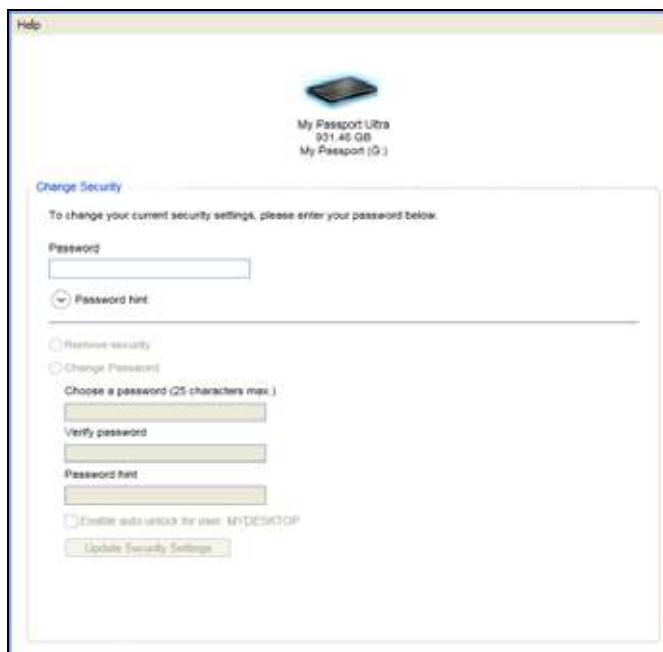 Help
My Passport Ultra
931.46 GB
My Passport (G:)
Change Security
To change your current security settings, please enter your password below.
Password
Password hint
Remove security
Change Password
Choose a password (25 characters max.)
Verify password
Password hint
Enable auto unlock for user: MYDESKTOP
Update Security Settings